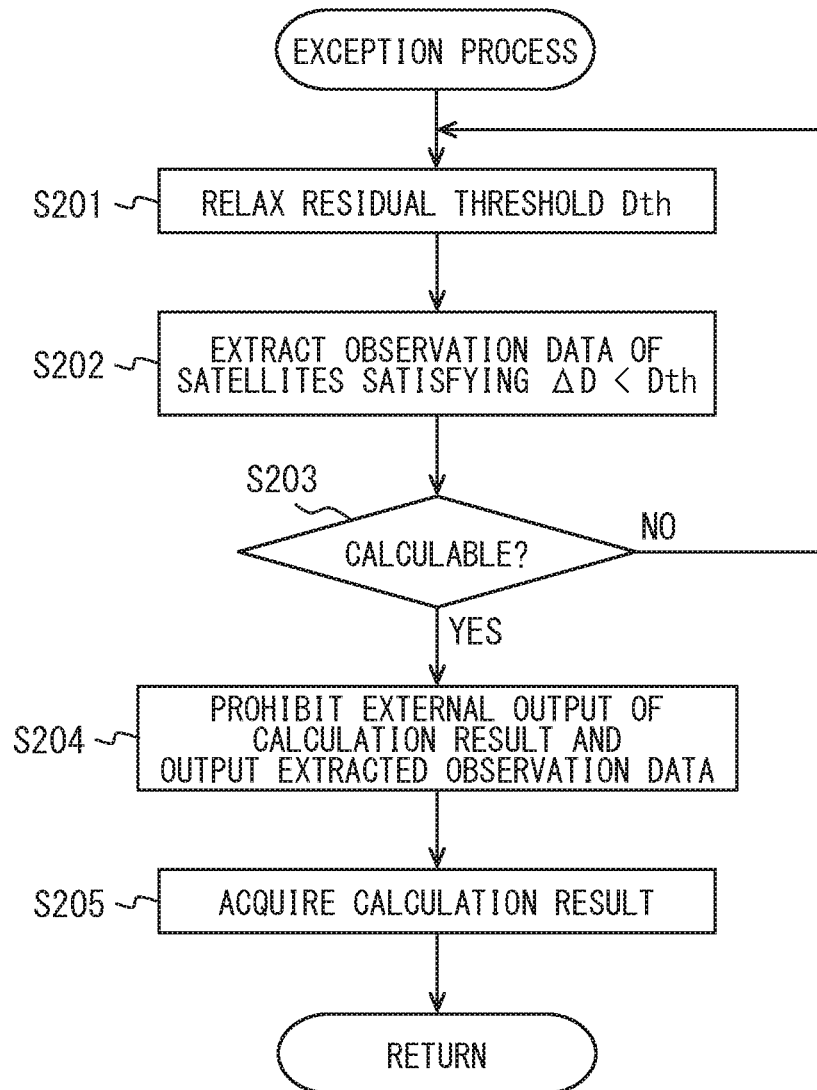 EXCEPTION PROCESS
S201
RELAX RESIDUAL THRESHOLD Dth
S202
EXTRACT OBSERVATION DATA OF
SATELLITES SATISFYING ΔD < Dth
S203
CALCULABLE?
NO
YES
S204
PROHIBIT EXTERNAL OUTPUT OF
CALCULATION RESULT AND
OUTPUT EXTRACTED OBSERVATION DATA
S205
ACQUIRE CALCULATION RESULT
RETURN